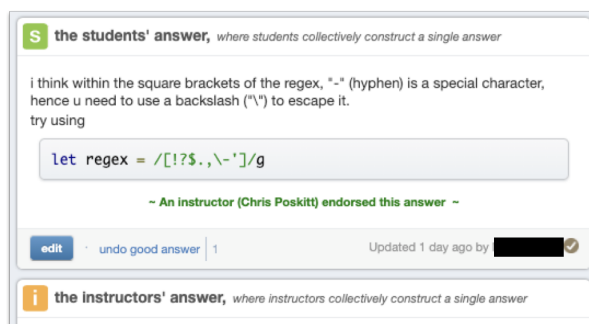 S the students' answer, where students collectively construct a single answer
i think within the square brackets of the regex, "-" (hyphen) is a special character,
hence u need to use a backslash ("\") to escape it.
try using
let regex = /[!?$.,\-']/g
~ An instructor (Chris Poskitt) endorsed this answer ~
edit · undo good answer 1 Updated 1 day ago by
i the instructors' answer, where instructors collectively construct a single answer